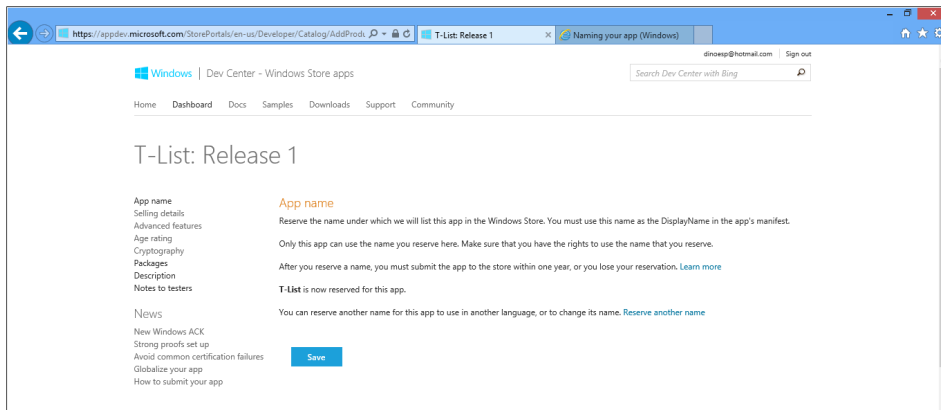 https://appdev.microsoft.com/StorePortals/en-us/Developer/Catalog/AddProdu
T-List: Release 1
Naming your app (Windows)
dinoesp@hotmail.com Sign out
Windows | Dev Center - Windows Store apps
Search Dev Center with Bing
Home Dashboard Docs Samples Downloads Support Community
T-List: Release 1
App name
Selling details
Advanced features
Age rating
Cryptography
Packages
Description
Notes to testers
News
New Windows ACK
Strong proofs set up
Avoid common certification failures
Globalize your app
How to submit your app
App name
Reserve the name under which we will list this app in the Windows Store. You must use this name as the DisplayName in the app's manifest.
Only this app can use the name you reserve here. Make sure that you have the rights to use the name that you reserve.
After you reserve a name, you must submit the app to the store within one year, or you lose your reservation. Learn more
T-List is now reserved for this app.
You can reserve another name for this app to use in another language, or to change its name. Reserve another name
Save